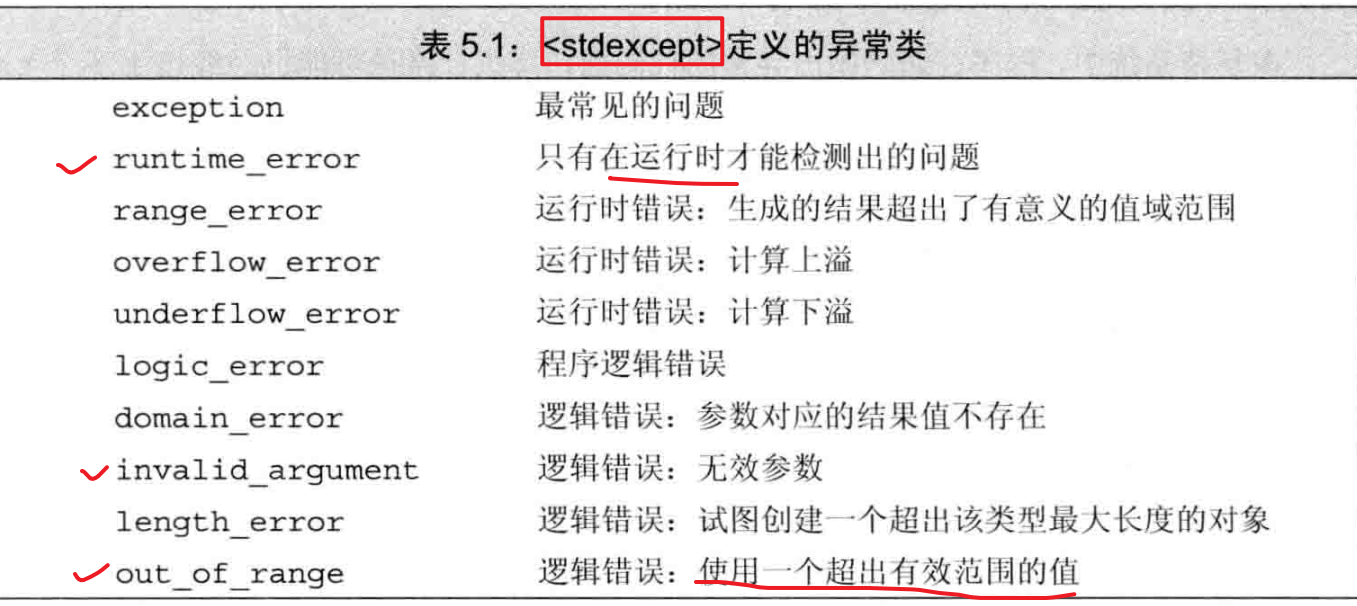 表 5.1：<stdexcept>定义的异常类
exception 最常见的问题
runtime_error 只有在运行时才能检测出的问题
range_error 运行时错误：生成的结果超出了有意义的值域范围
overflow_error 运行时错误：计算上溢
underflow_error 运行时错误：计算下溢
logic_error 程序逻辑错误
domain_error 逻辑错误：参数对应的结果值不存在
invalid_argument 逻辑错误：无效参数
length_error 逻辑错误：试图创建一个超出该类型最大长度的对象
out_of_range 逻辑错误：使用一个超出有效范围的值